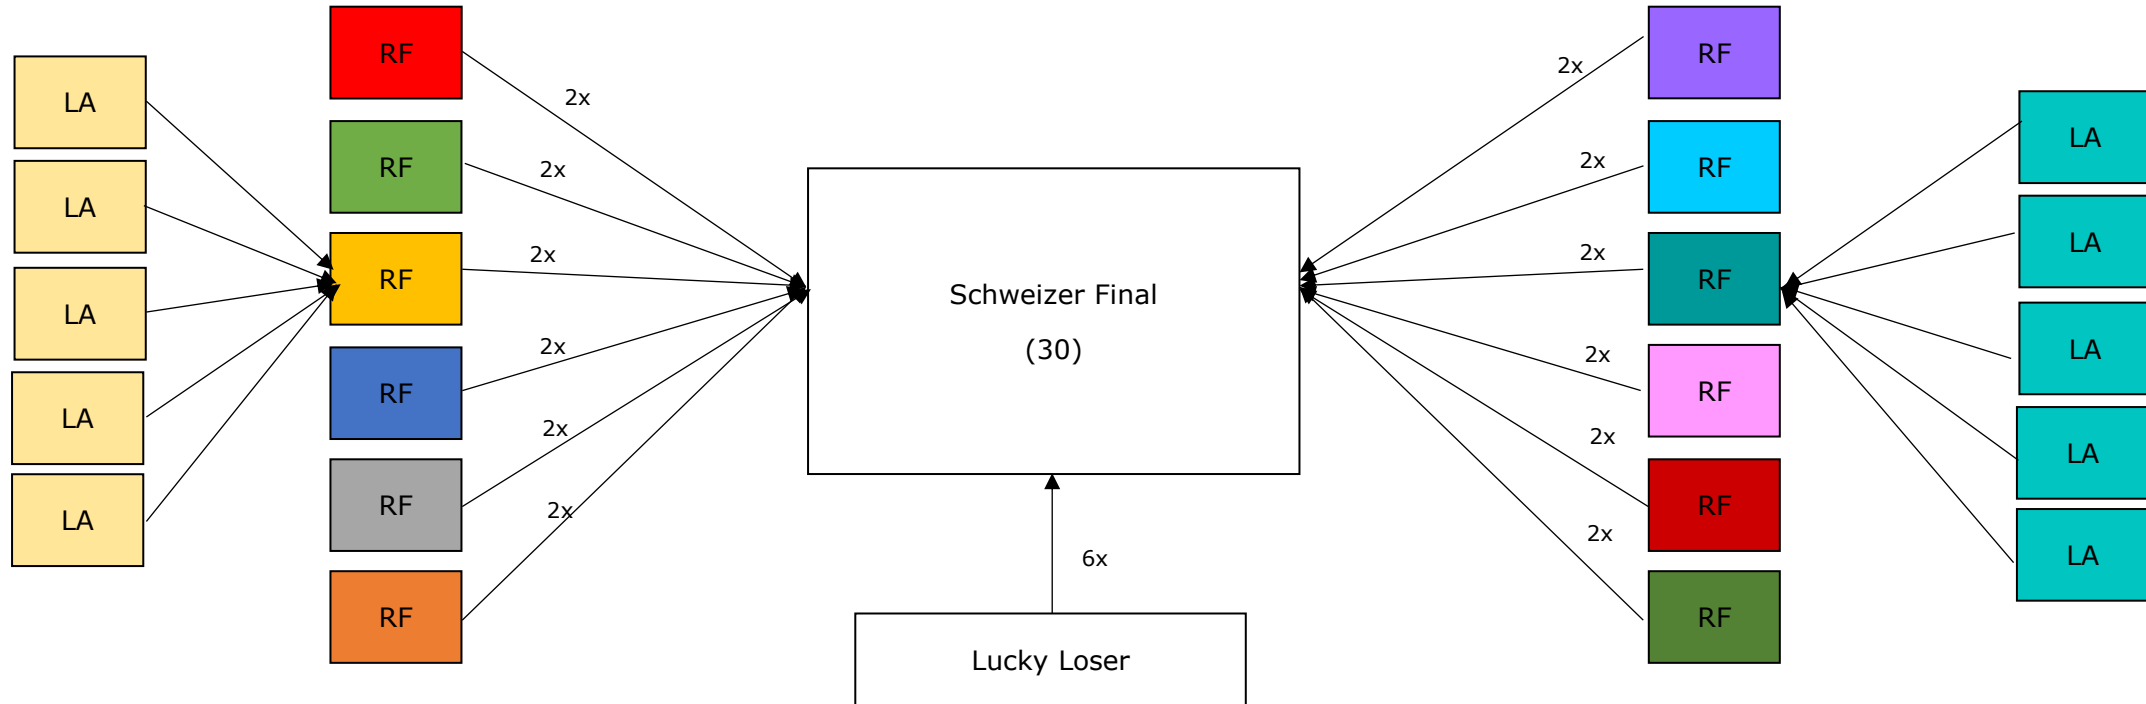 LA
LA
LA
LA
LA
RF
RF
RF
RF
RF
RF
2x
2x
2x
2x
2x
2x
Schweizer Final
(30)
6x
Lucky Loser
2x
2x
2x
2x
2x
2x
RF
RF
RF
RF
RF
RF
LA
LA
LA
LA
LA